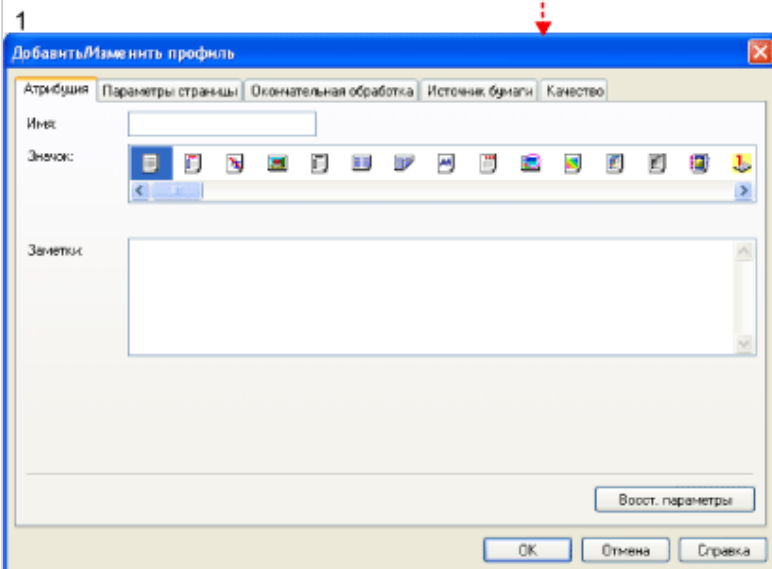 1
Добавить/Изменить профиль
Атрибуция Параметры страницы Окончательная обработка Источник бумаги Качество
Имя:
Значок:
Заметки:
Восст. параметры
ОК Отмена Справка